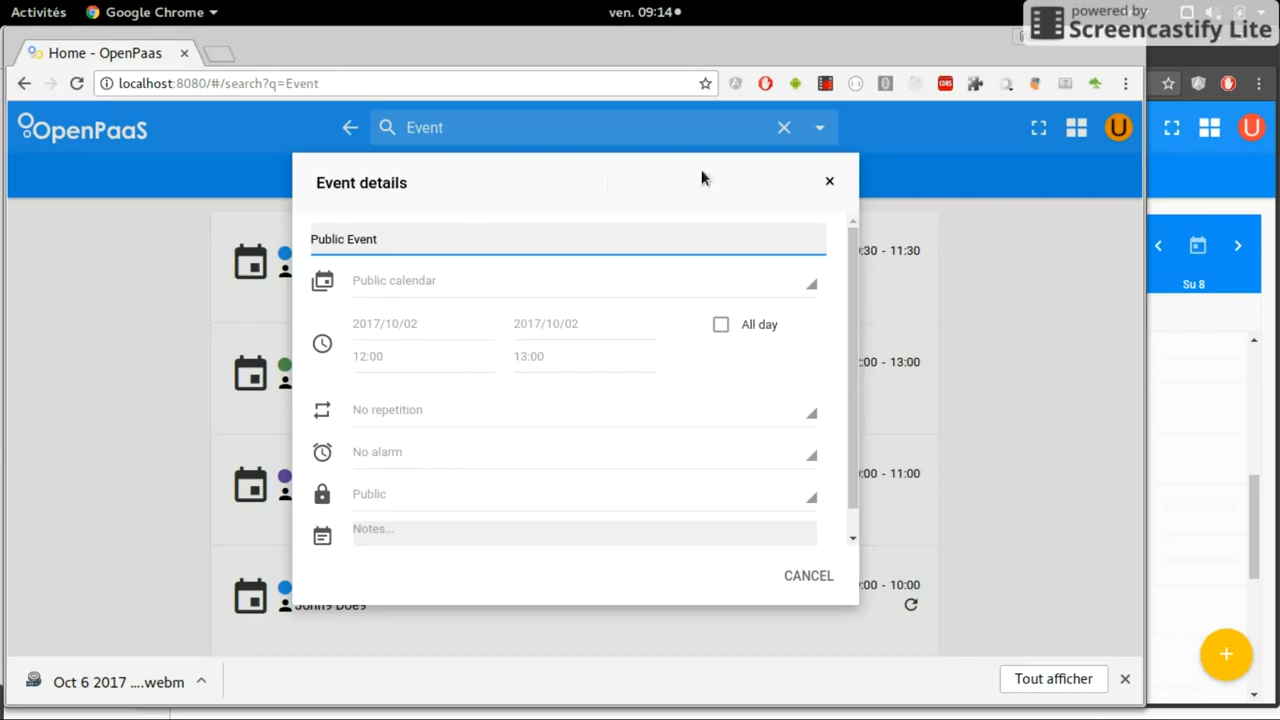 Activités
Google Chrome
ven. 09:14
powered by
Screencastify Lite
Home - OpenPaas
localhost:8080/#/search?q=Event
CORS
OpenPaaS
Event
U
U
Event details
Public Event
:30 - 11:30
Public calendar
Su 8
2017/10/02
2017/10/02
All day
12:00
13:00
:00 - 13:00
No repetition
No alarm
:00 - 11:00
Public
Notes...
CANCEL
:00 - 10:00
John9 Doe9
Oct 6 2017 ....webm
Tout afficher